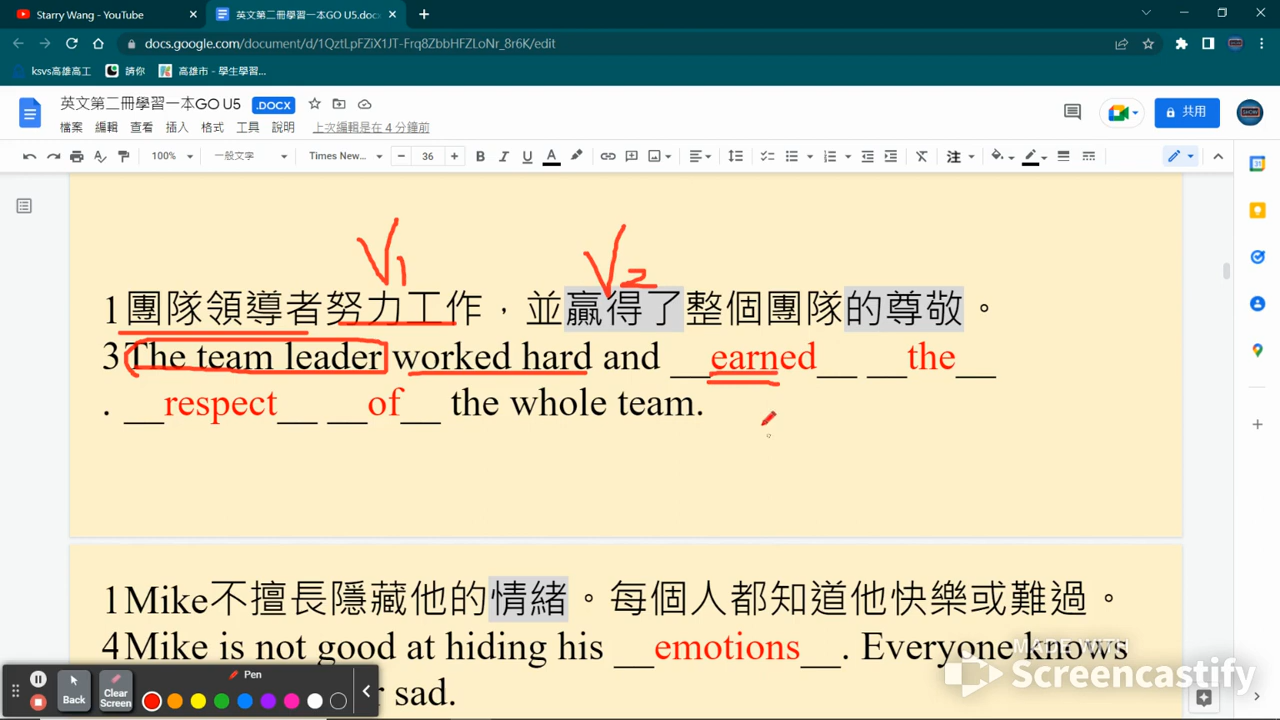 Starry Wang - YouTube
英文第二冊學習一本GO U5.docx
docs.google.com/document/d/1QztLpFZiX1JT-Frq8ZbbHFZLoNr_8r6K/edit
ksvs高雄高工
請你
高雄市 - 學生學習...
英文第二冊學習一本GO U5
.DOCX
共用
檔案 編輯 查看 插入 格式 工具 說明 上次編輯是在 4 分鐘前
100% 一般文字 Times New... 36 B I U A 注
V1 V2
1團隊領導者努力工作，並贏得了整個團隊的尊敬。
3The team leader worked hard and __earned__ __the__
. __respect__ __of__ the whole team.
1Mike不擅長隱藏他的情緒。每個人都知道他快樂或難過。
4Mike is not good at hiding his __emotions__. Everyone knows
sad.
MADE WITH
Screencastify
Pen
Back
Clear Screen